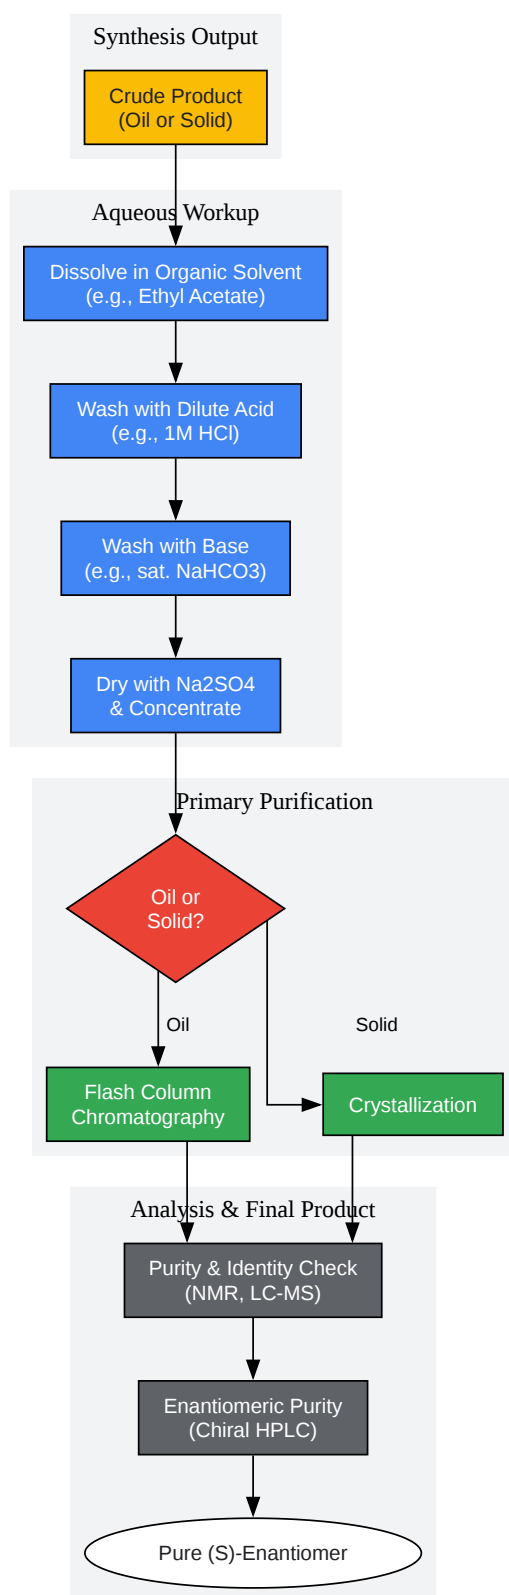 Synthesis Output
Crude Product
(Oil or Solid)
Aqueous Workup
Dissolve in Organic Solvent
(e.g., Ethyl Acetate)
Wash with Dilute Acid
(e.g., 1M HCl)
Wash with Base
(e.g., sat. NaHCO3)
Dry with Na2SO4
& Concentrate
Primary Purification
Oil or
Solid?
Oil
Solid
Flash Column
Chromatography
Crystallization
Analysis & Final Product
Purity & Identity Check
(NMR, LC-MS)
Enantiomeric Purity
(Chiral HPLC)
Pure (S)-Enantiomer